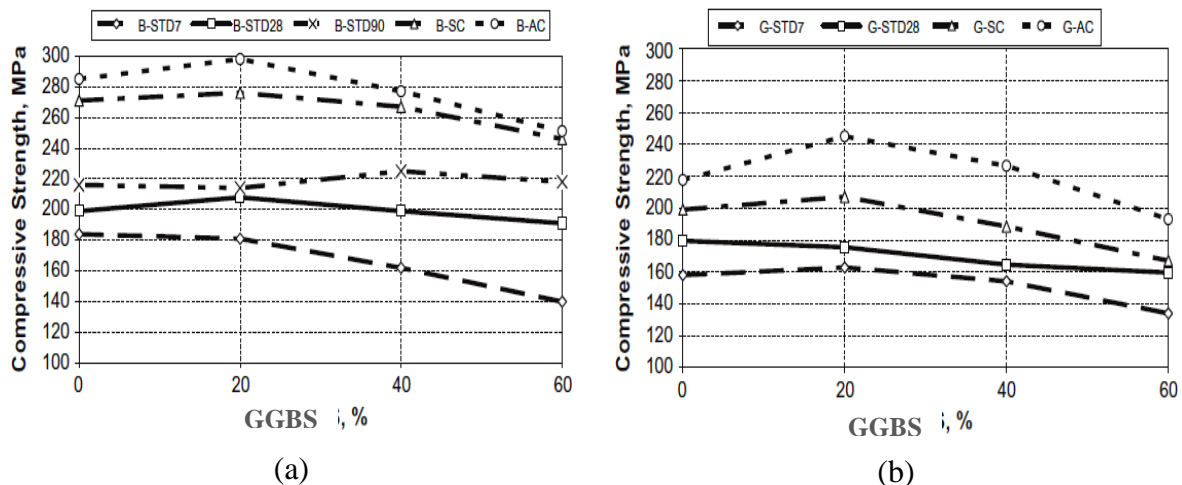 B-STD7 B-STD28 B-STD90 B-SC B-AC
Compressive Strength, MPa
300
280
260
240
220
200
180
160
140
120
100
0 20 40 60
GGBS , %
(a)
G-STD7 G-STD28 G-SC G-AC
Compressive Strength, MPa
300
280
260
240
220
200
180
160
140
120
100
0 20 40 60
GGBS , %
(b)